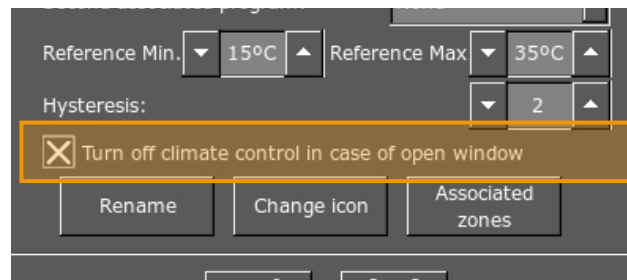 Reference Min. 15ºC Reference Max 35ºC
Hysteresis: 2
Turn off climate control in case of open window
Rename Change icon Associated zones